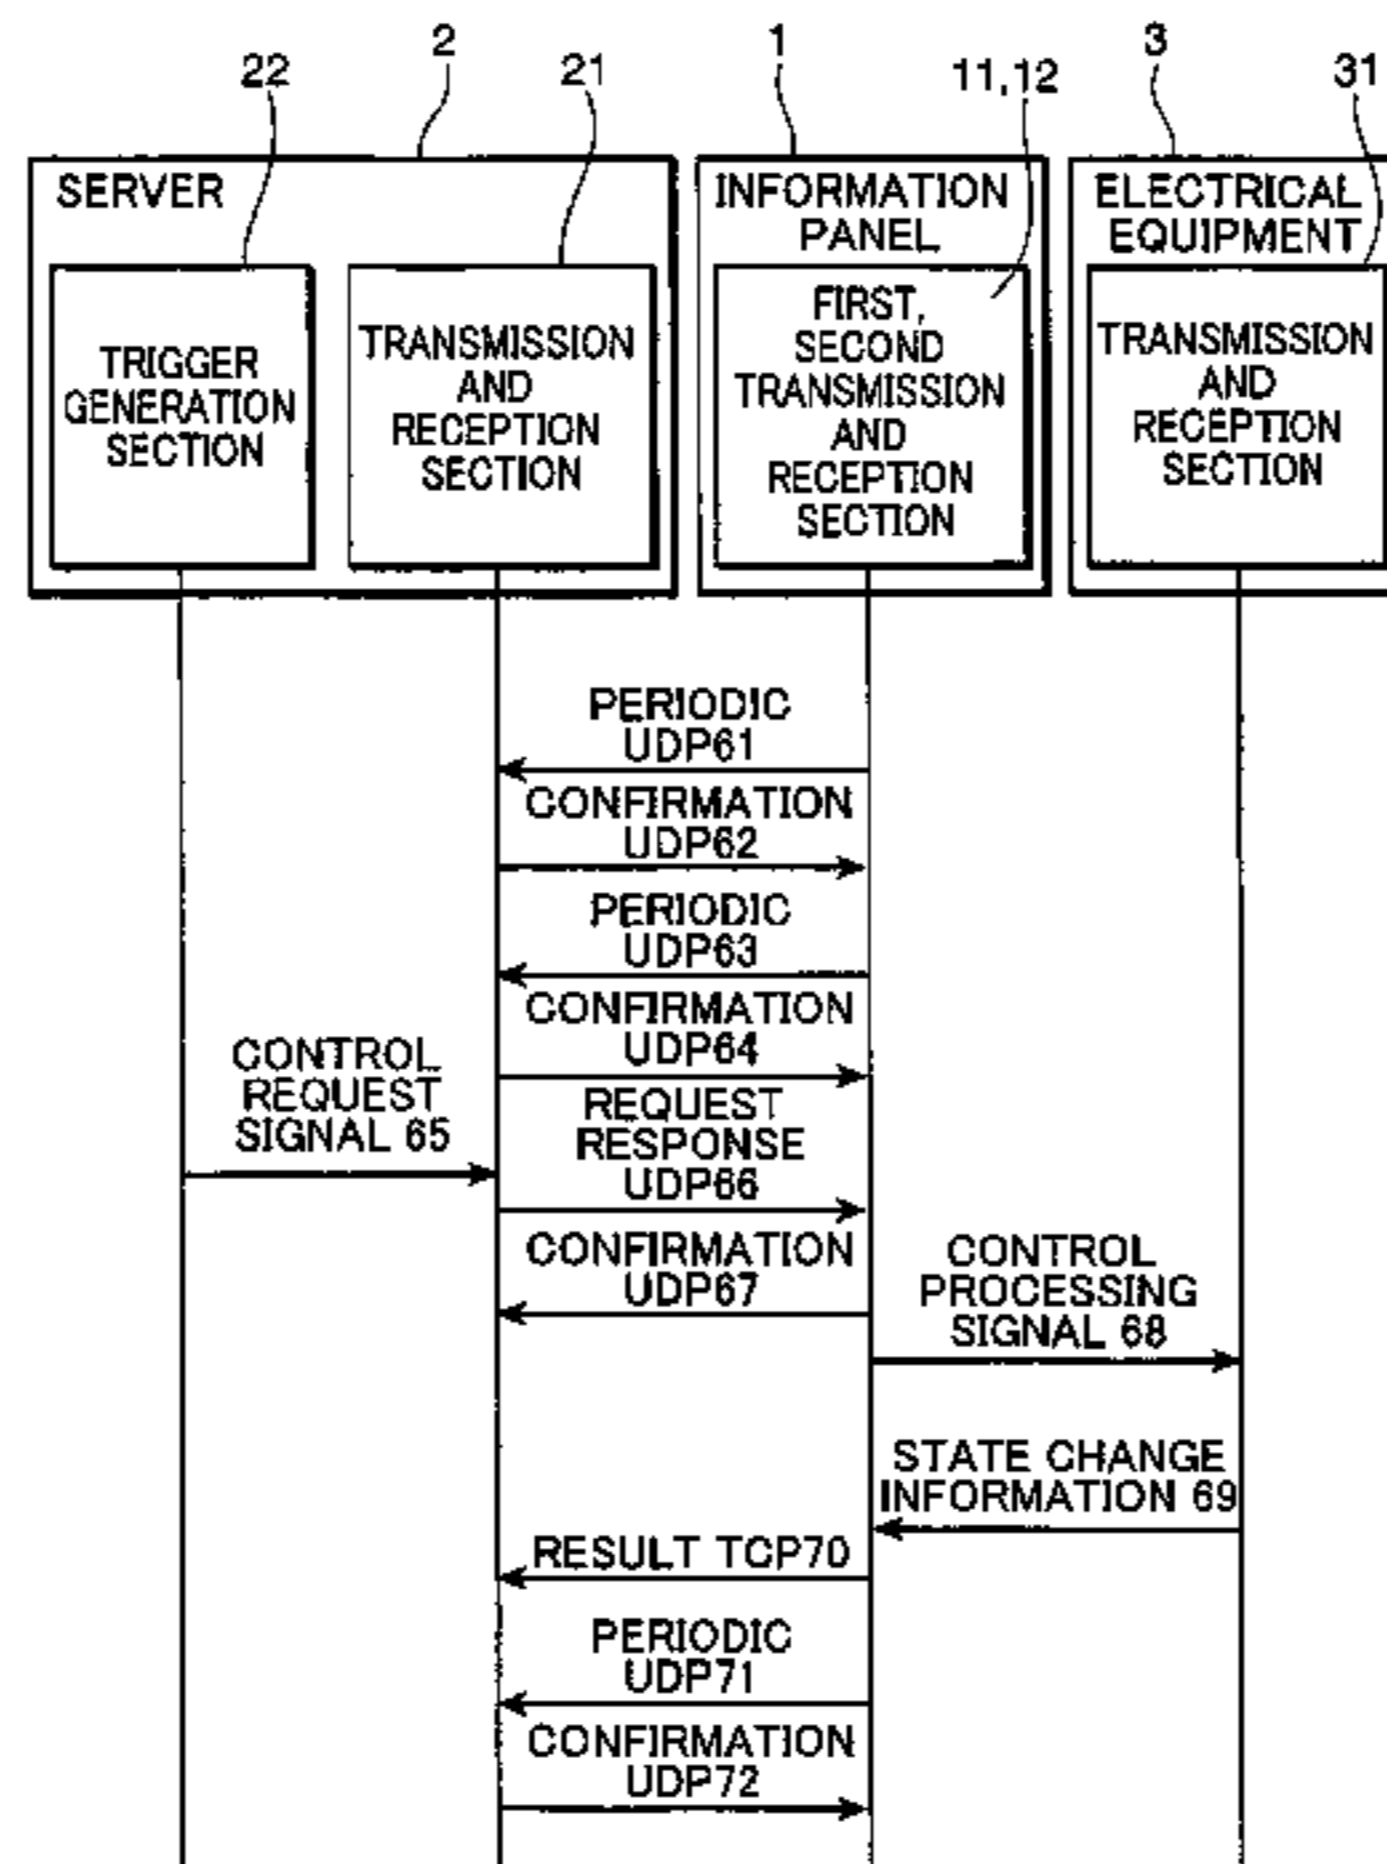 2
1
3
22
21
11,12
31
SERVER
INFORMATION
PANEL
ELECTRICAL
EQUIPMENT
TRIGGER
GENERATION
SECTION
TRANSMISSION
AND
RECEPTION
SECTION
FIRST,
SECOND
TRANSMISSION
AND
RECEPTION
SECTION
TRANSMISSION
AND
RECEPTION
SECTION
PERIODIC
UDP61
CONFIRMATION
UDP62
PERIODIC
UDP63
CONFIRMATION
UDP64
CONTROL
REQUEST
SIGNAL 65
REQUEST
RESPONSE
UDP66
CONFIRMATION
UDP67
CONTROL
PROCESSING
SIGNAL 68
STATE CHANGE
INFORMATION 69
RESULT TCP70
PERIODIC
UDP71
CONFIRMATION
UDP72